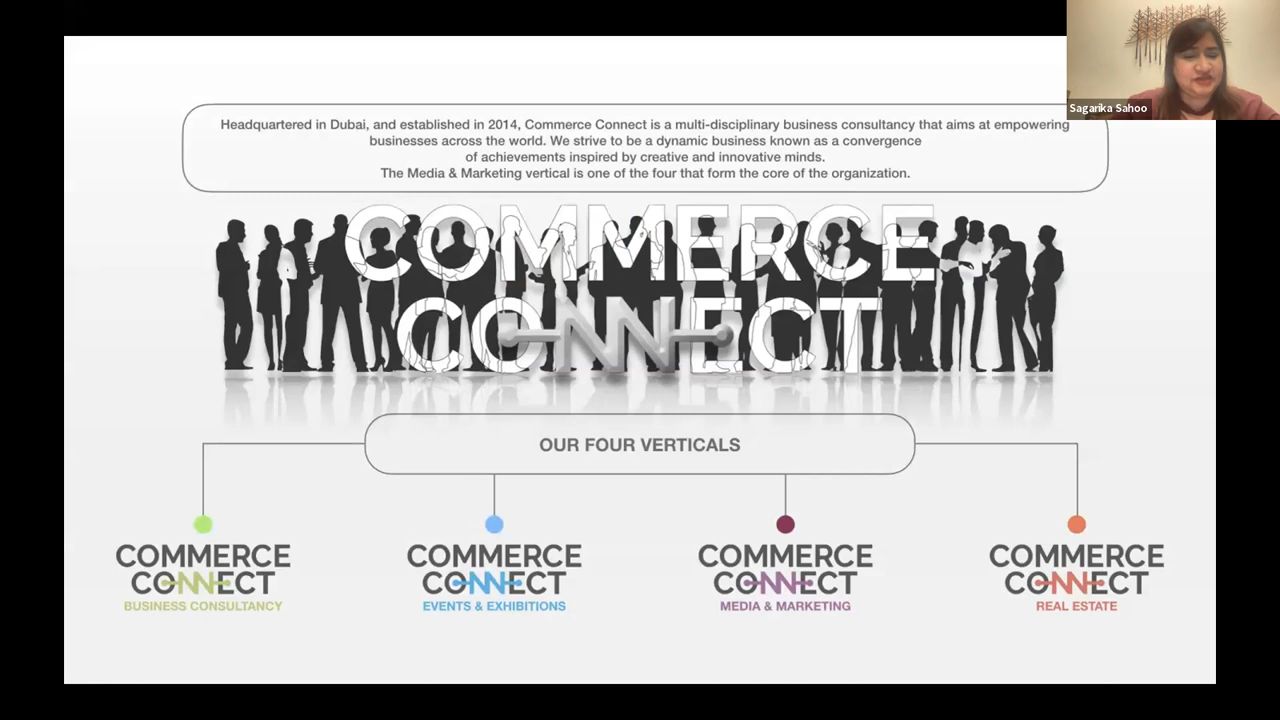 Sagarika Sahoo
Headquartered in Dubai, and established in 2014, Commerce Connect is a multi-disciplinary business consultancy that aims at empowering
businesses across the world. We strive to be a dynamic business known as a convergence
of achievements inspired by creative and innovative minds.
The Media & Marketing vertical is one of the four that form the core of the organization.
COMMERCE
CONNECT
OUR FOUR VERTICALS
COMMERCE
CONNECT
BUSINESS CONSULTANCY
COMMERCE
CONNECT
EVENTS & EXHIBITIONS
COMMERCE
CONNECT
MEDIA & MARKETING
COMMERCE
CONNECT
REAL ESTATE